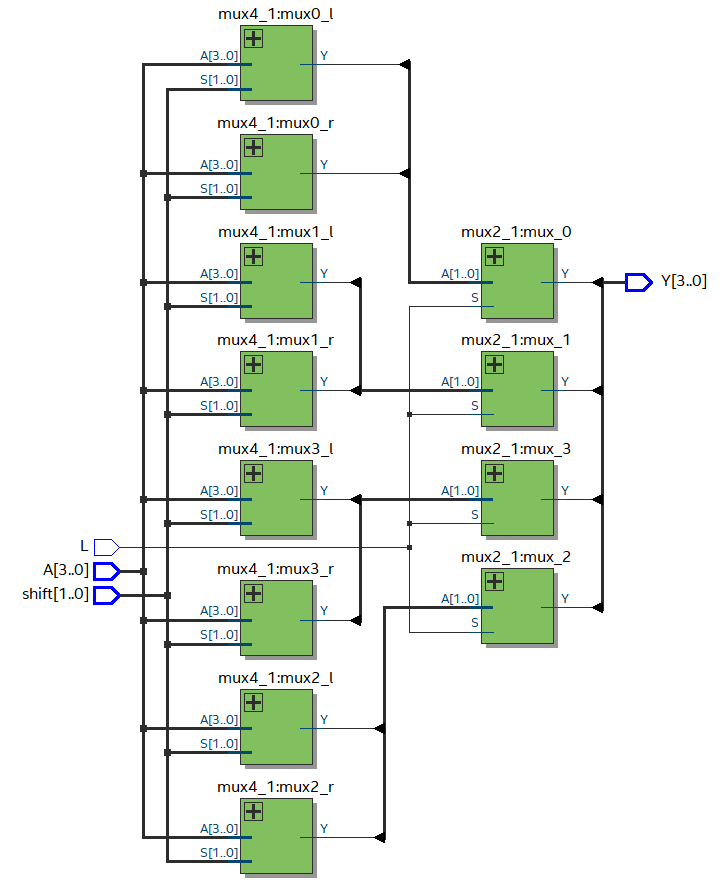 mux4_1:mux0_l
A[3..0] Y
S[1..0]
mux4_1:mux0_r
A[3..0] Y
S[1..0]
mux4_1:mux1_l
A[3..0] Y
S[1..0]
mux4_1:mux1_r
A[3..0] Y
S[1..0]
mux4_1:mux3_l
A[3..0] Y
S[1..0]
L
A[3..0]
shift[1..0]
mux4_1:mux3_r
A[3..0] Y
S[1..0]
mux4_1:mux2_l
A[3..0] Y
S[1..0]
mux4_1:mux2_r
A[3..0] Y
S[1..0]
mux2_1:mux_0
A[1..0] Y
S
Y[3..0]
mux2_1:mux_1
A[1..0] Y
S
mux2_1:mux_3
A[1..0] Y
S
mux2_1:mux_2
A[1..0] Y
S